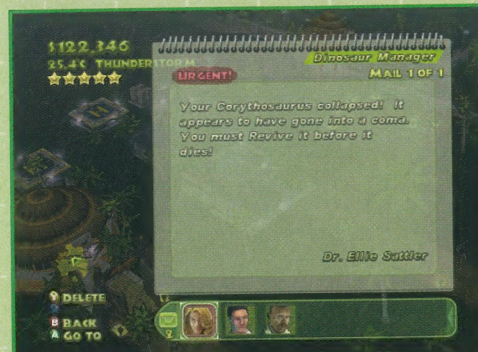 $122,346
25.4°C THUNDERSTORM
Dinosaur Manager
URGENT!
MAIL 1 OF 1
Your Corythosaurus collapsed! It
appears to have gone into a coma.
You must Revive it before it
dies!
Dr. Ellie Sattler
Y DELETE
B BACK
A GO TO